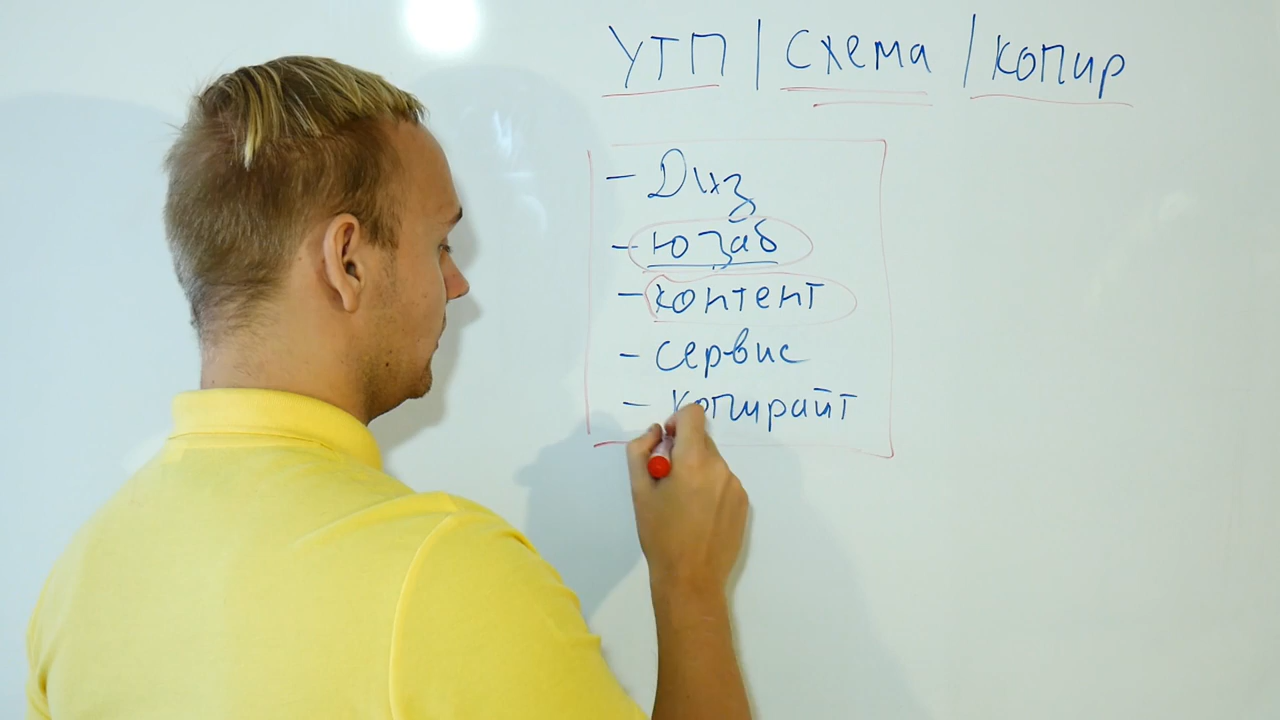 УТП | Схема | Копир
- Диз
- Юзаб
- Контент
- Сервис
- Копирайт